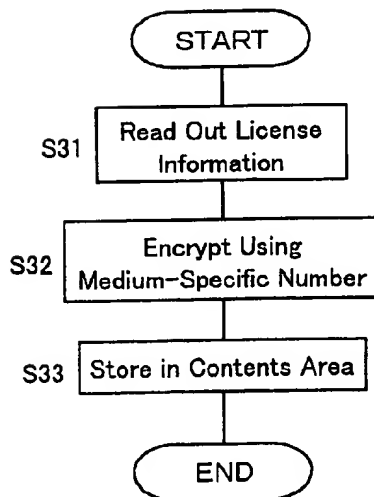 START
S31
Read Out License
Information
S32
Encrypt Using
Medium-Specific Number
S33
Store in Contents Area
END